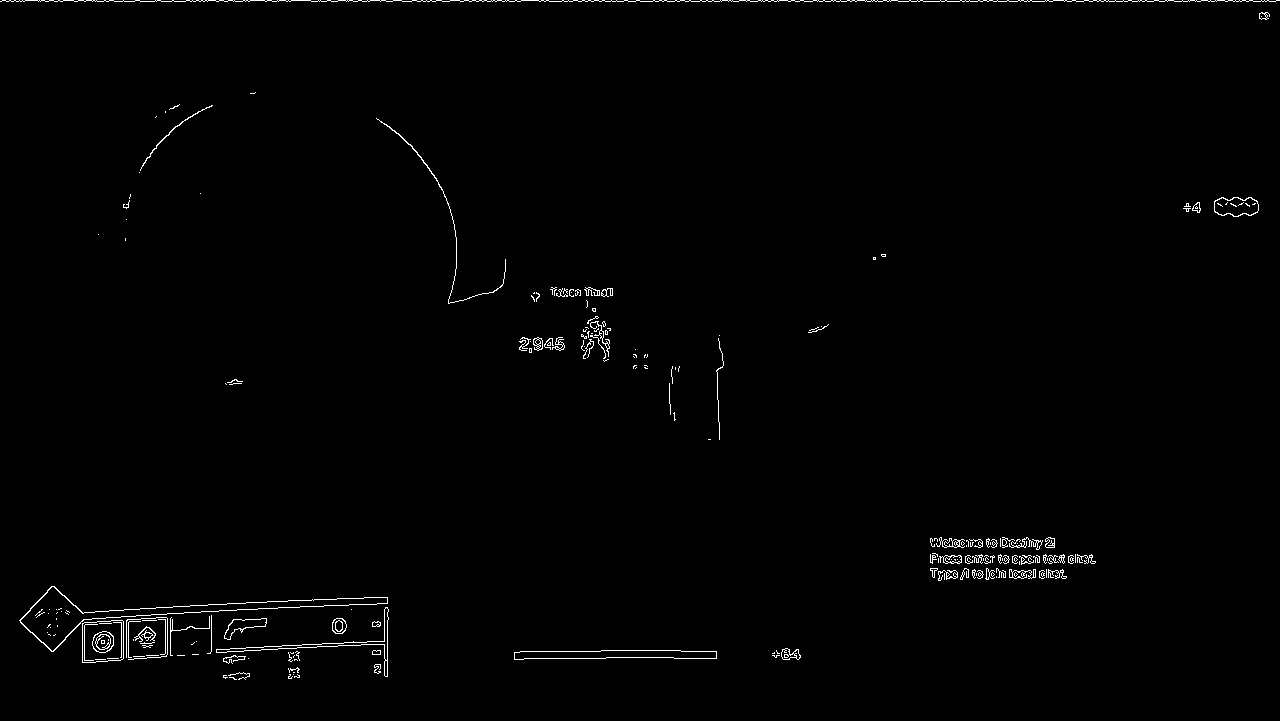 +4
Taken Thrall
2,945
Welcome to Destiny 2!
Press enter to open text chat.
Type /l to join local chat.
0
+64